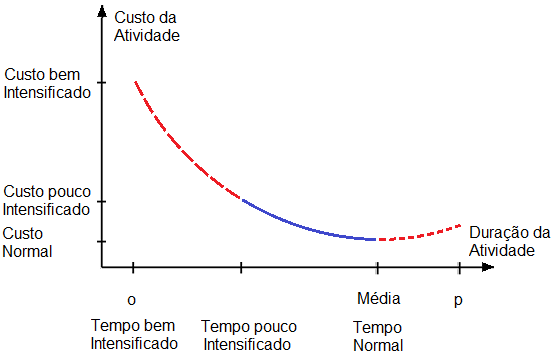 Custo da
Atividade
Custo bem
Intensificado
Custo pouco
Intensificado
Custo
Normal
Duração da
Atividade
o
Média
p
Tempo bem
Intensificado
Tempo pouco
Intensificado
Tempo
Normal